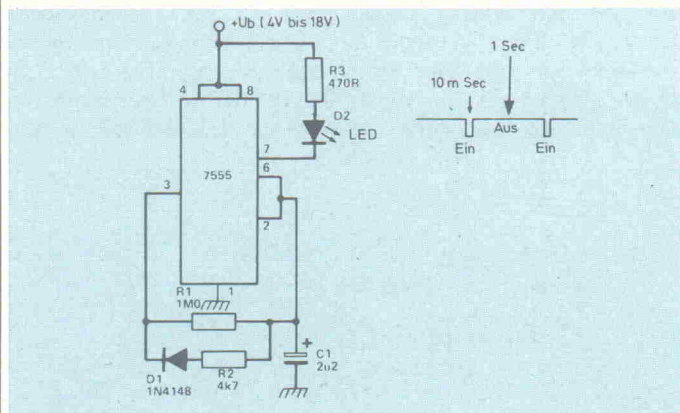 +Ub (4V bis 18V)
4
8
R3
470R
D2
LED
7
6
2
7555
3
1
R1
1M0
D1
1N4148
R2
4k7
+
C1
2u2
1 Sec
10 m Sec
Aus
Ein
Ein